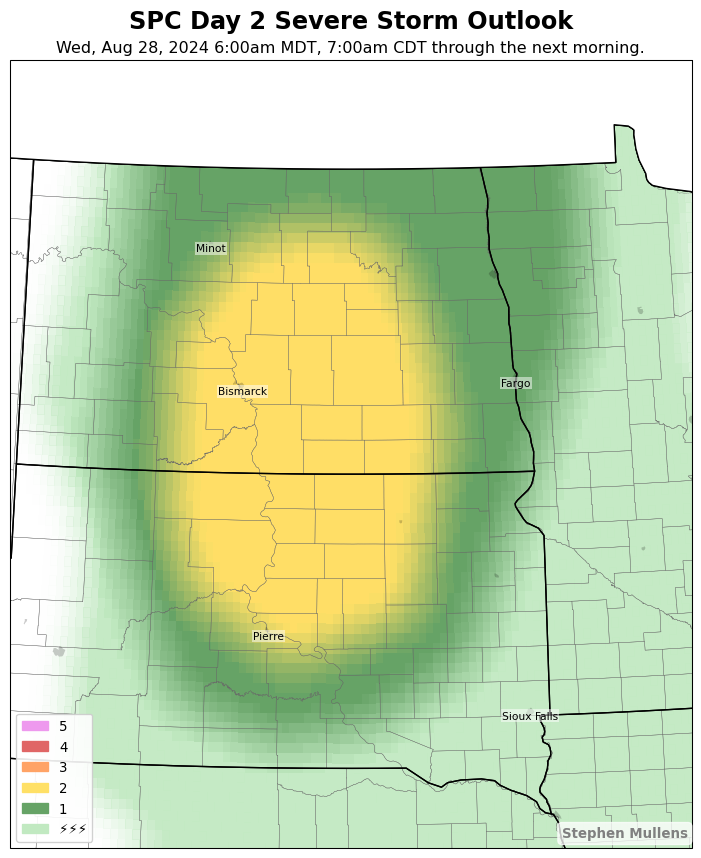 SPC Day 2 Severe Storm Outlook
Wed, Aug 28, 2024 6:00am MDT, 7:00am CDT through the next morning.
Minot
Bismarck
Fargo
Pierre
Sioux Falls
5
4
3
2
1
⚡⚡⚡
Stephen Mullens